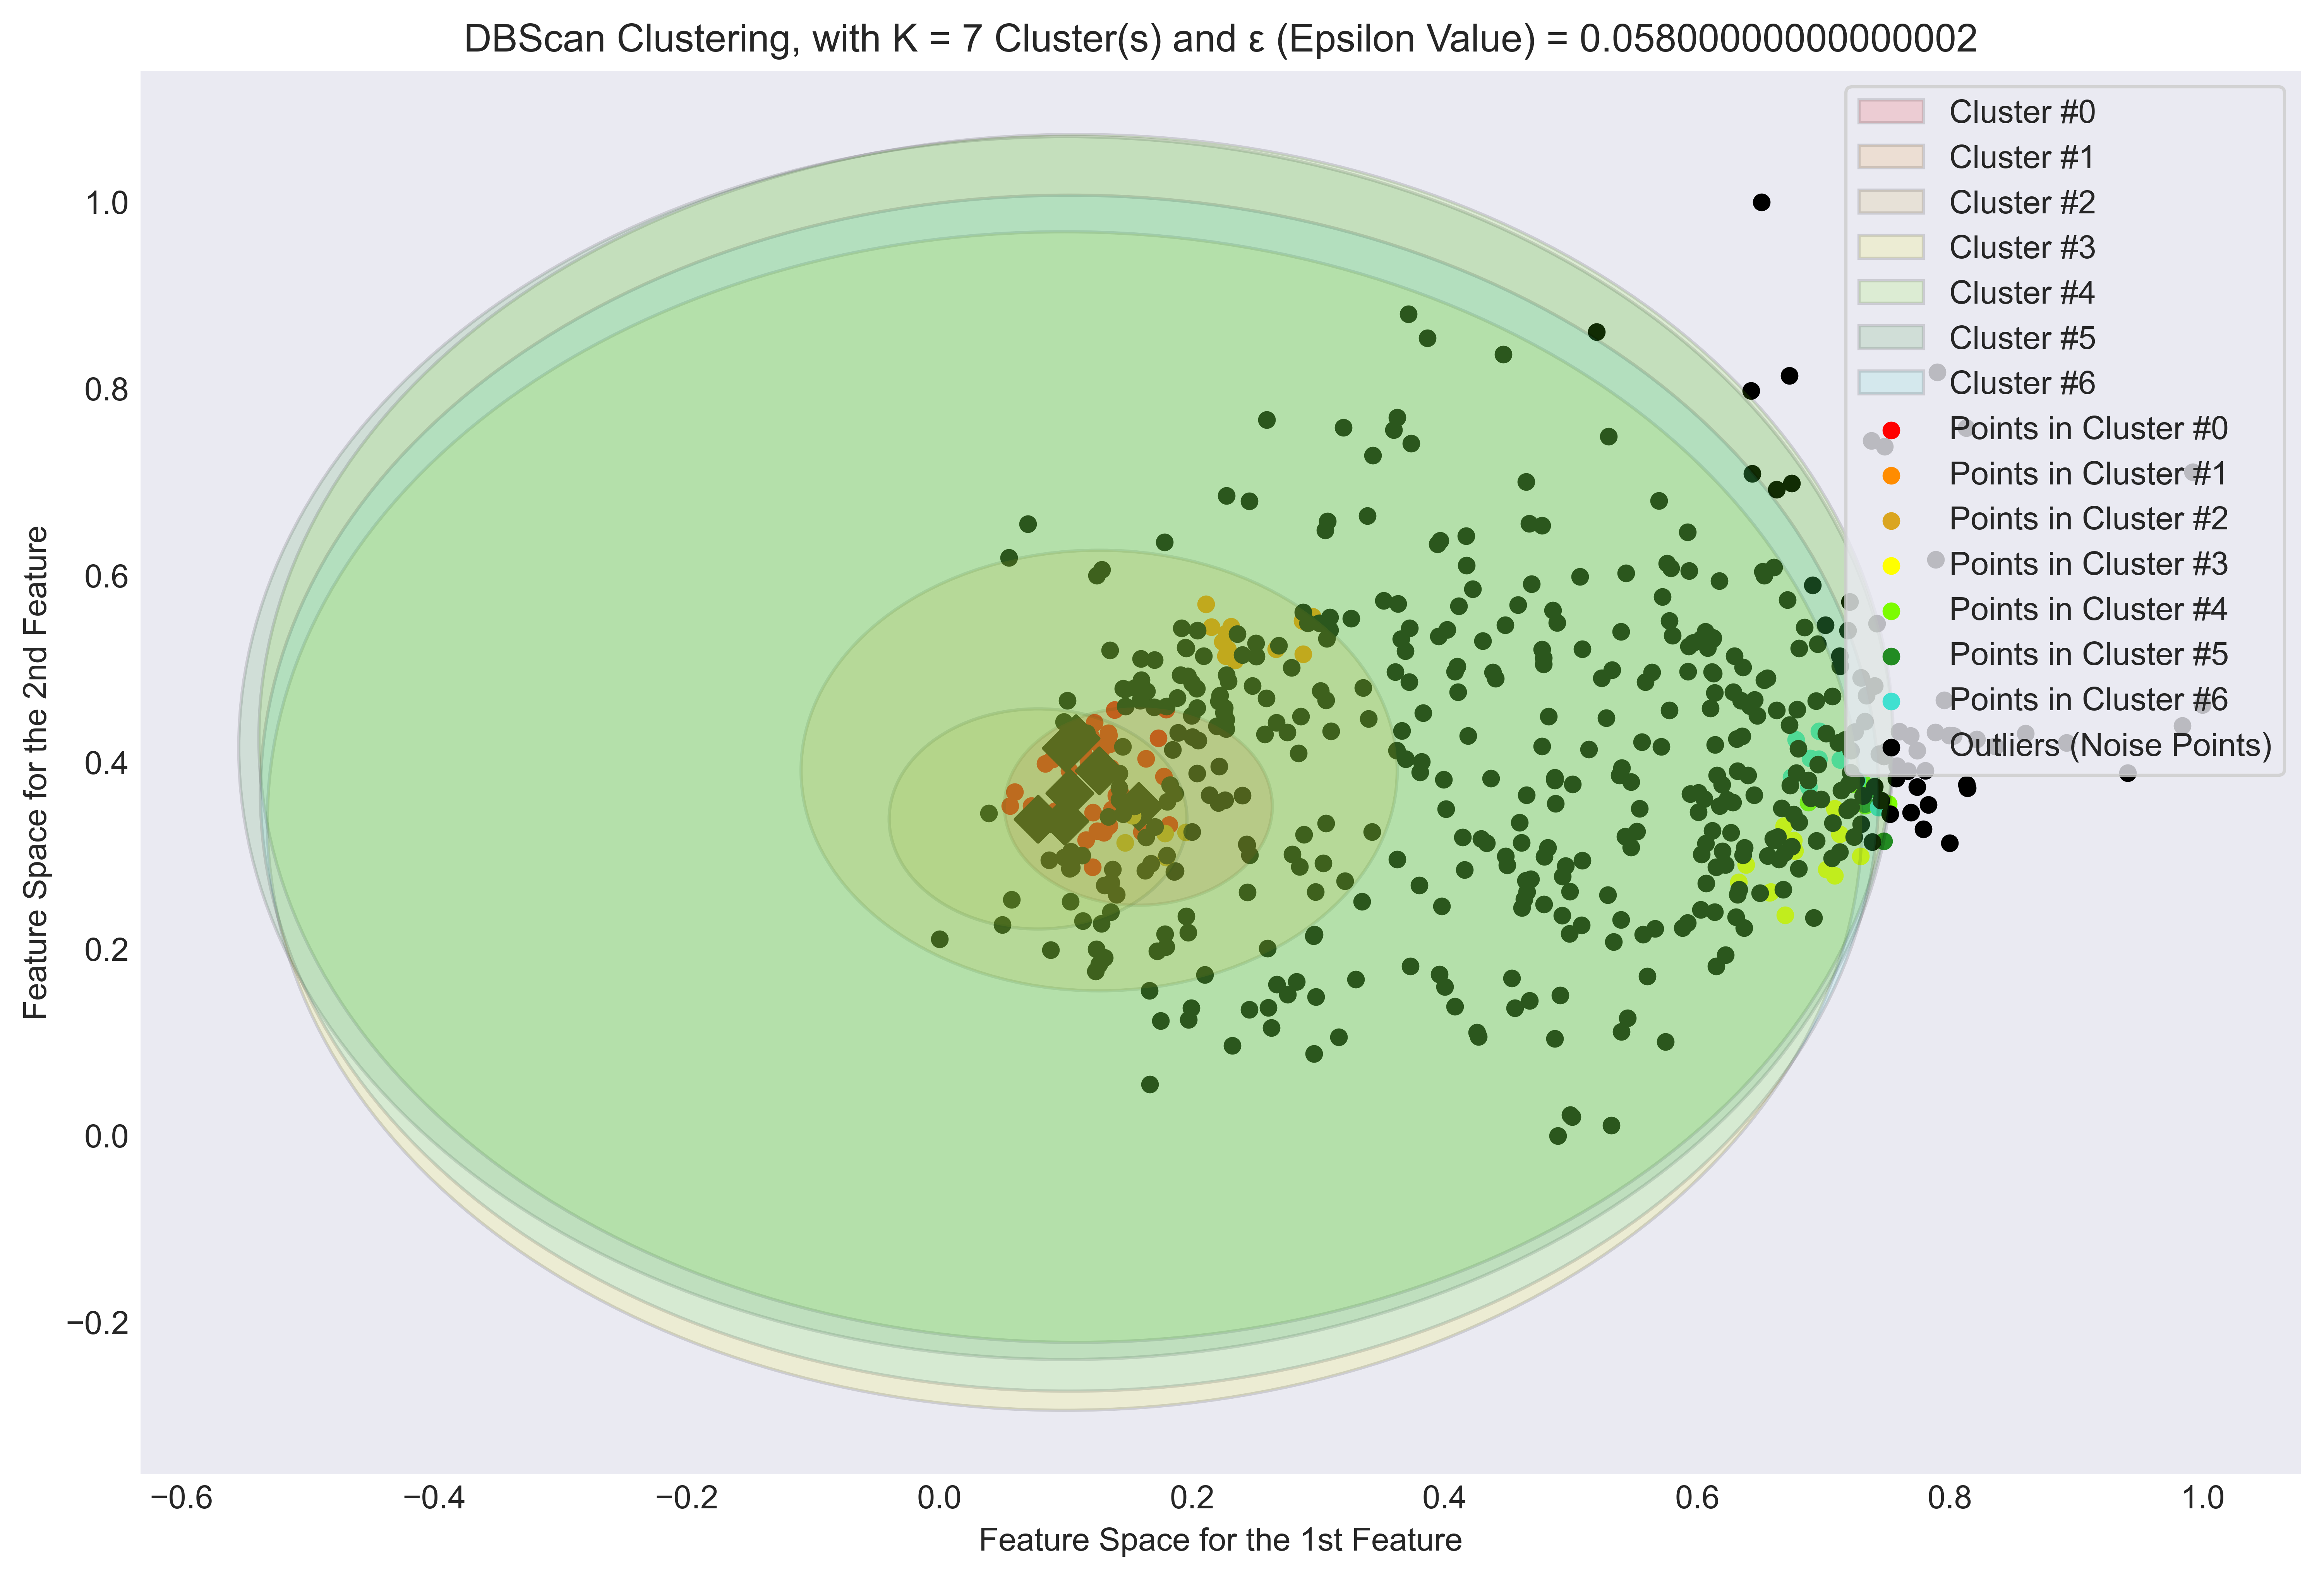 DBScan Clustering, with K = 7 Cluster(s) and ε (Epsilon Value) = 0.05800000000000002
Cluster #0
Cluster #1
Cluster #2
Cluster #3
Cluster #4
Cluster #5
Cluster #6
Points in Cluster #0
Points in Cluster #1
Points in Cluster #2
Points in Cluster #3
Points in Cluster #4
Points in Cluster #5
Points in Cluster #6
Outliers (Noise Points)
Feature Space for the 2nd Feature
1.0
0.8
0.6
0.4
0.2
0.0
−0.2
−0.6
−0.4
−0.2
0.0
0.2
0.4
0.6
0.8
1.0
Feature Space for the 1st Feature